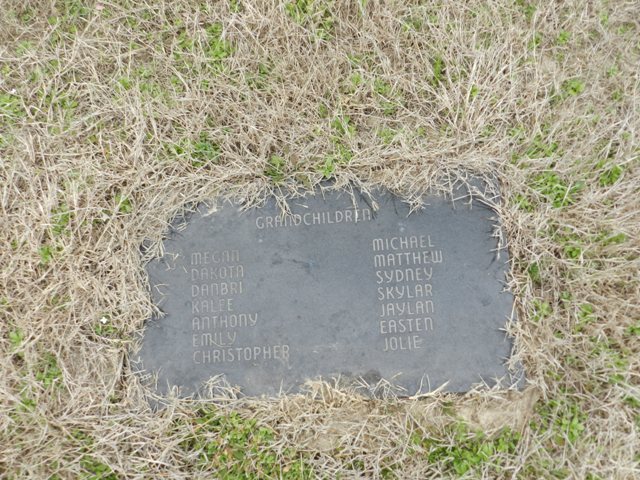 GRANDCHILDREN
MEGAN
DAKOTA
DANBRI
KALEE
ANTHONY
EMILY
CHRISTOPHER
MICHAEL
MATTHEW
SYDNEY
SKYLAR
JAYLAN
EASTEN
JOLIE